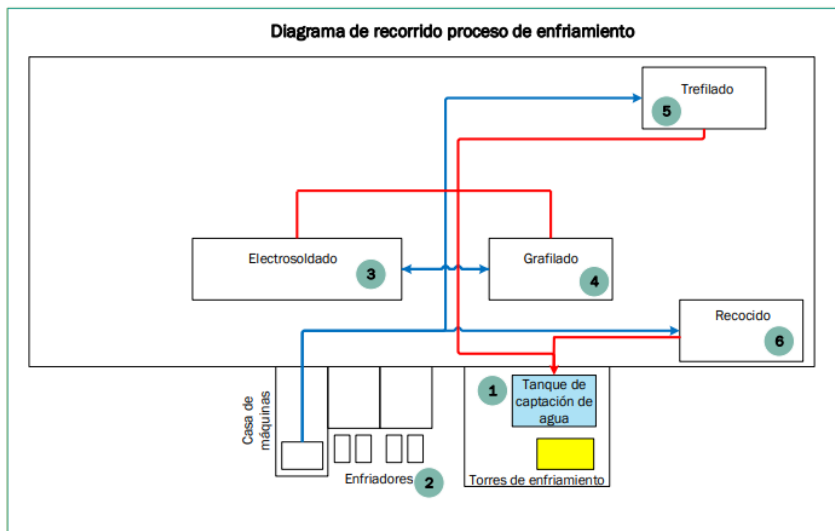 Diagrama de recorrido proceso de enfriamiento
Trefilado
5
Electrosoldado
3
Grafilado
4
Recocido
6
Casa de
máquinas
1
Tanque de
captación de
agua
Enfriadores
2
Torres de enfriamiento